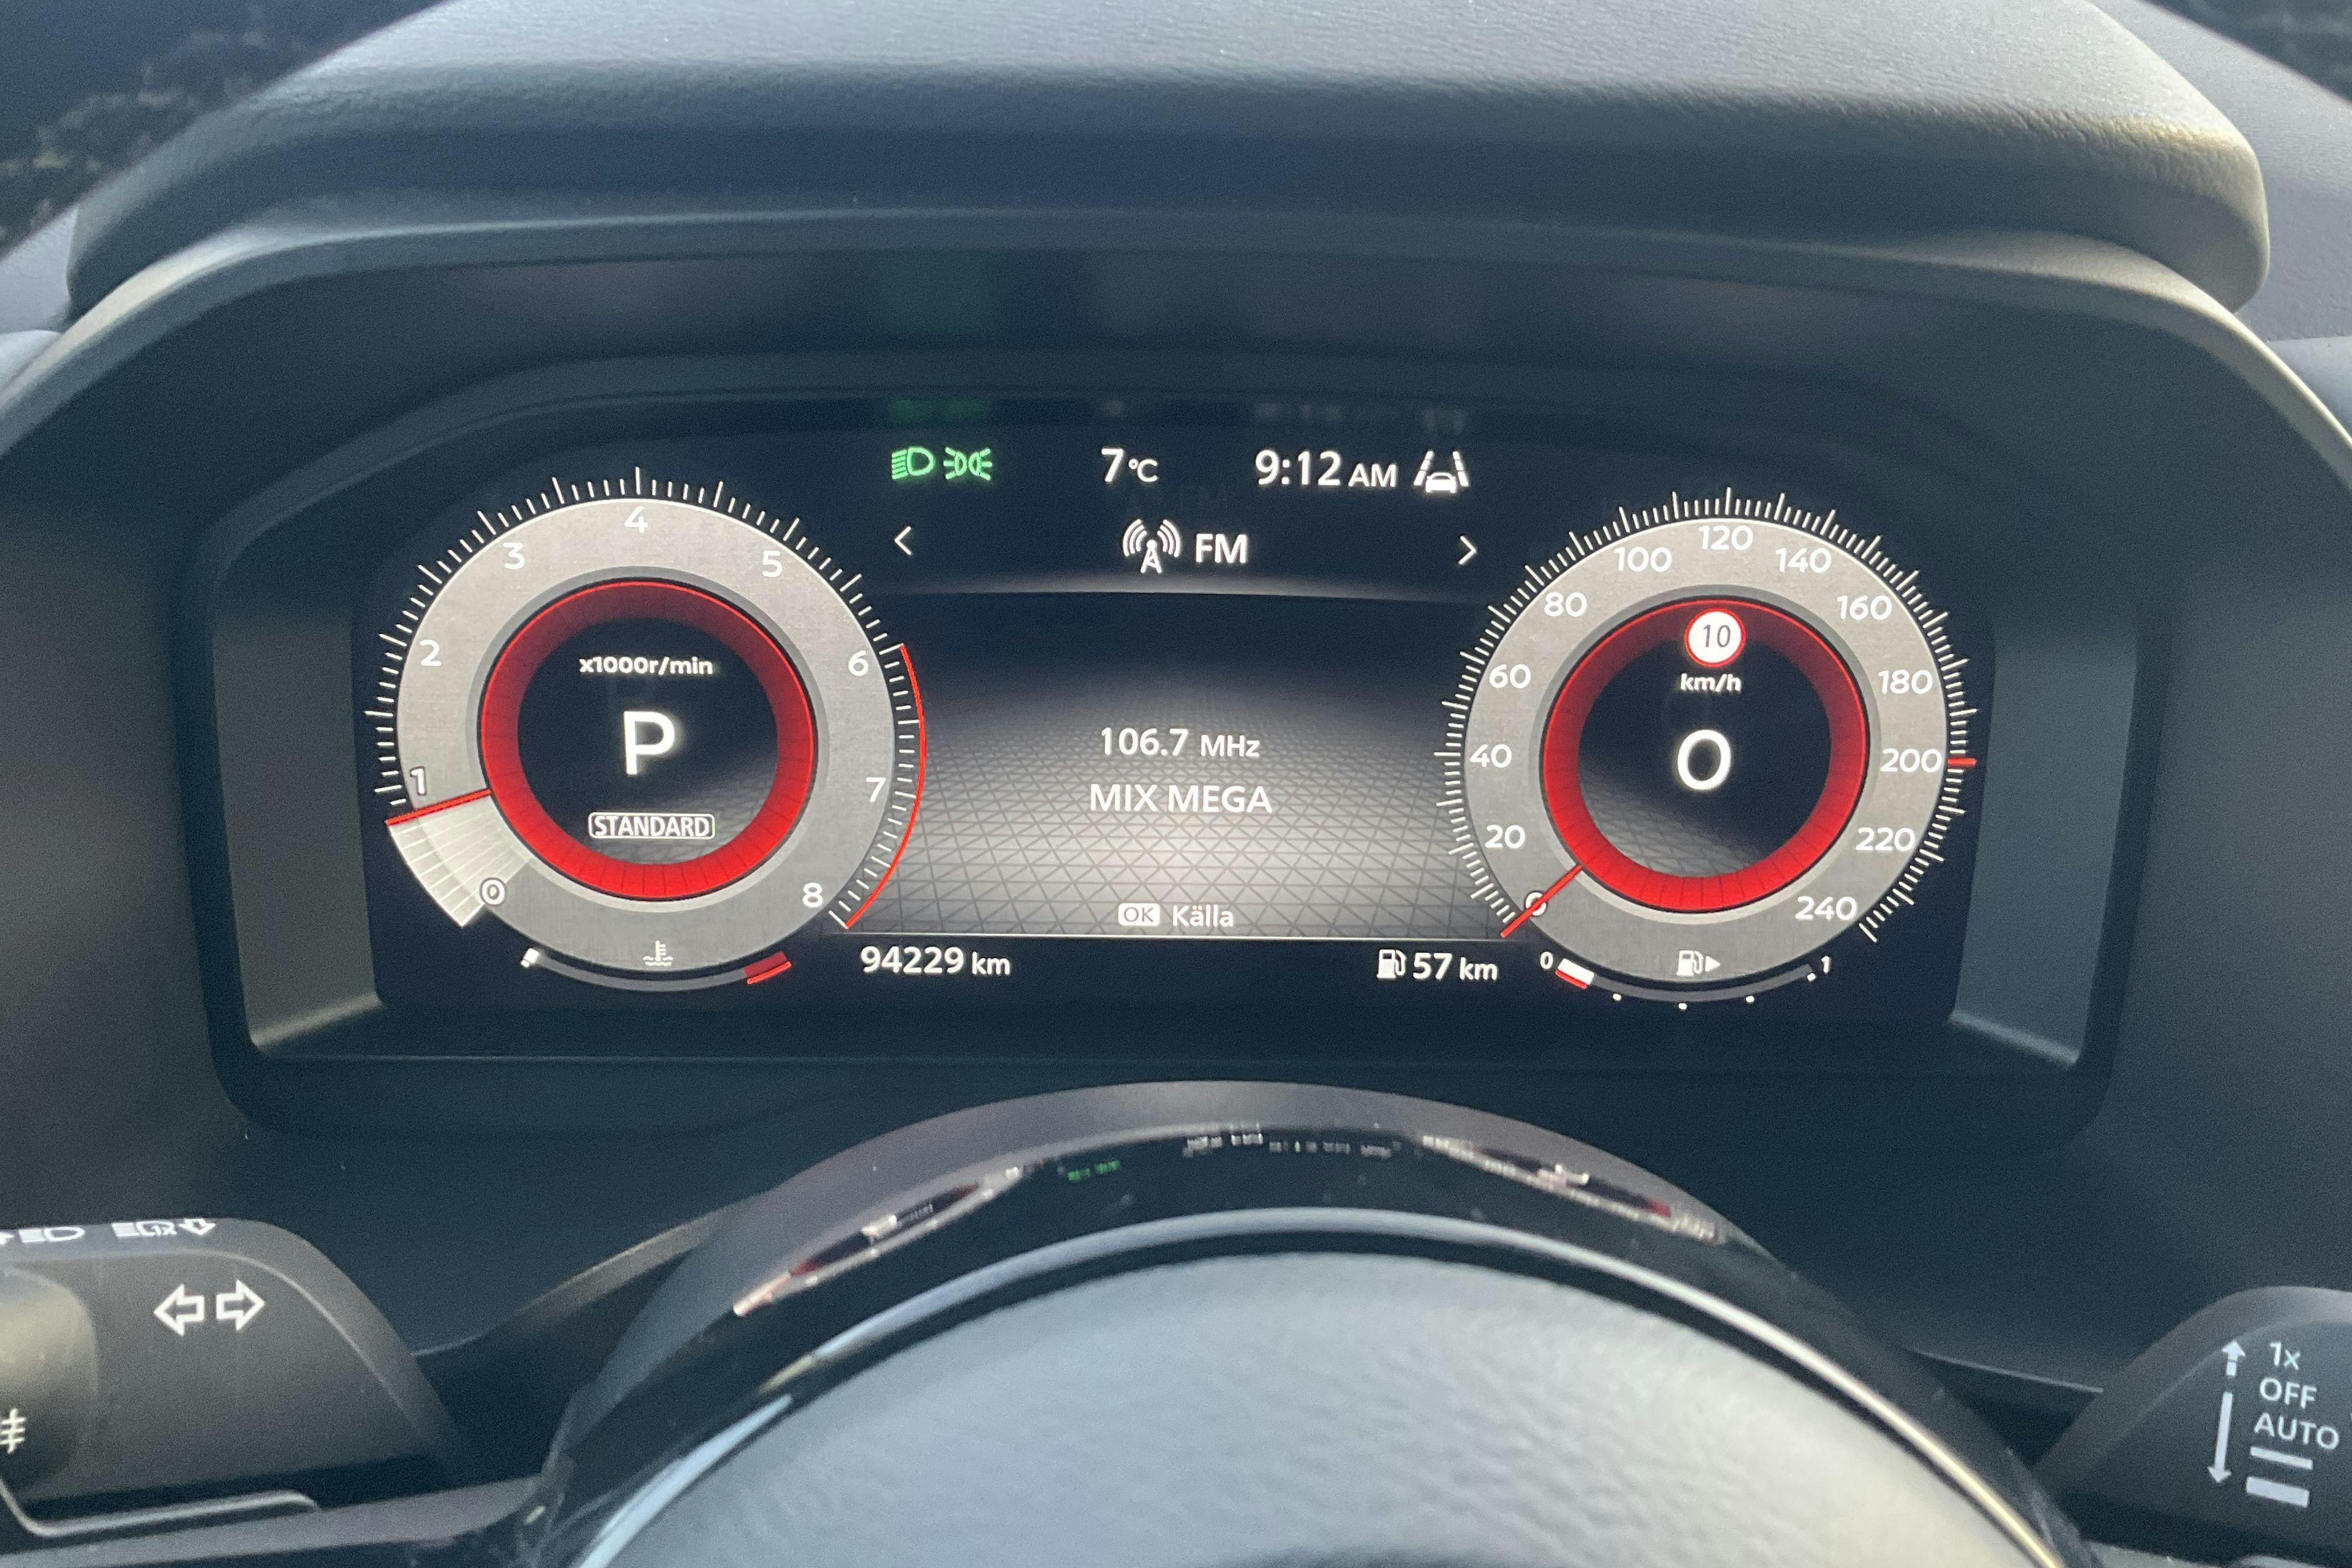 7°C 9:12 AM
FM
4
3 5
2 6
1 7
0 8
x1000r/min
P
STANDARD
106.7 MHz
MIX MEGA
OK Källa
120
100 140
80 160
60 180
40 200
20 220
0 240
10
km/h
0
94229 km
57 km
0 1
1x
1x
OFF
AUTO